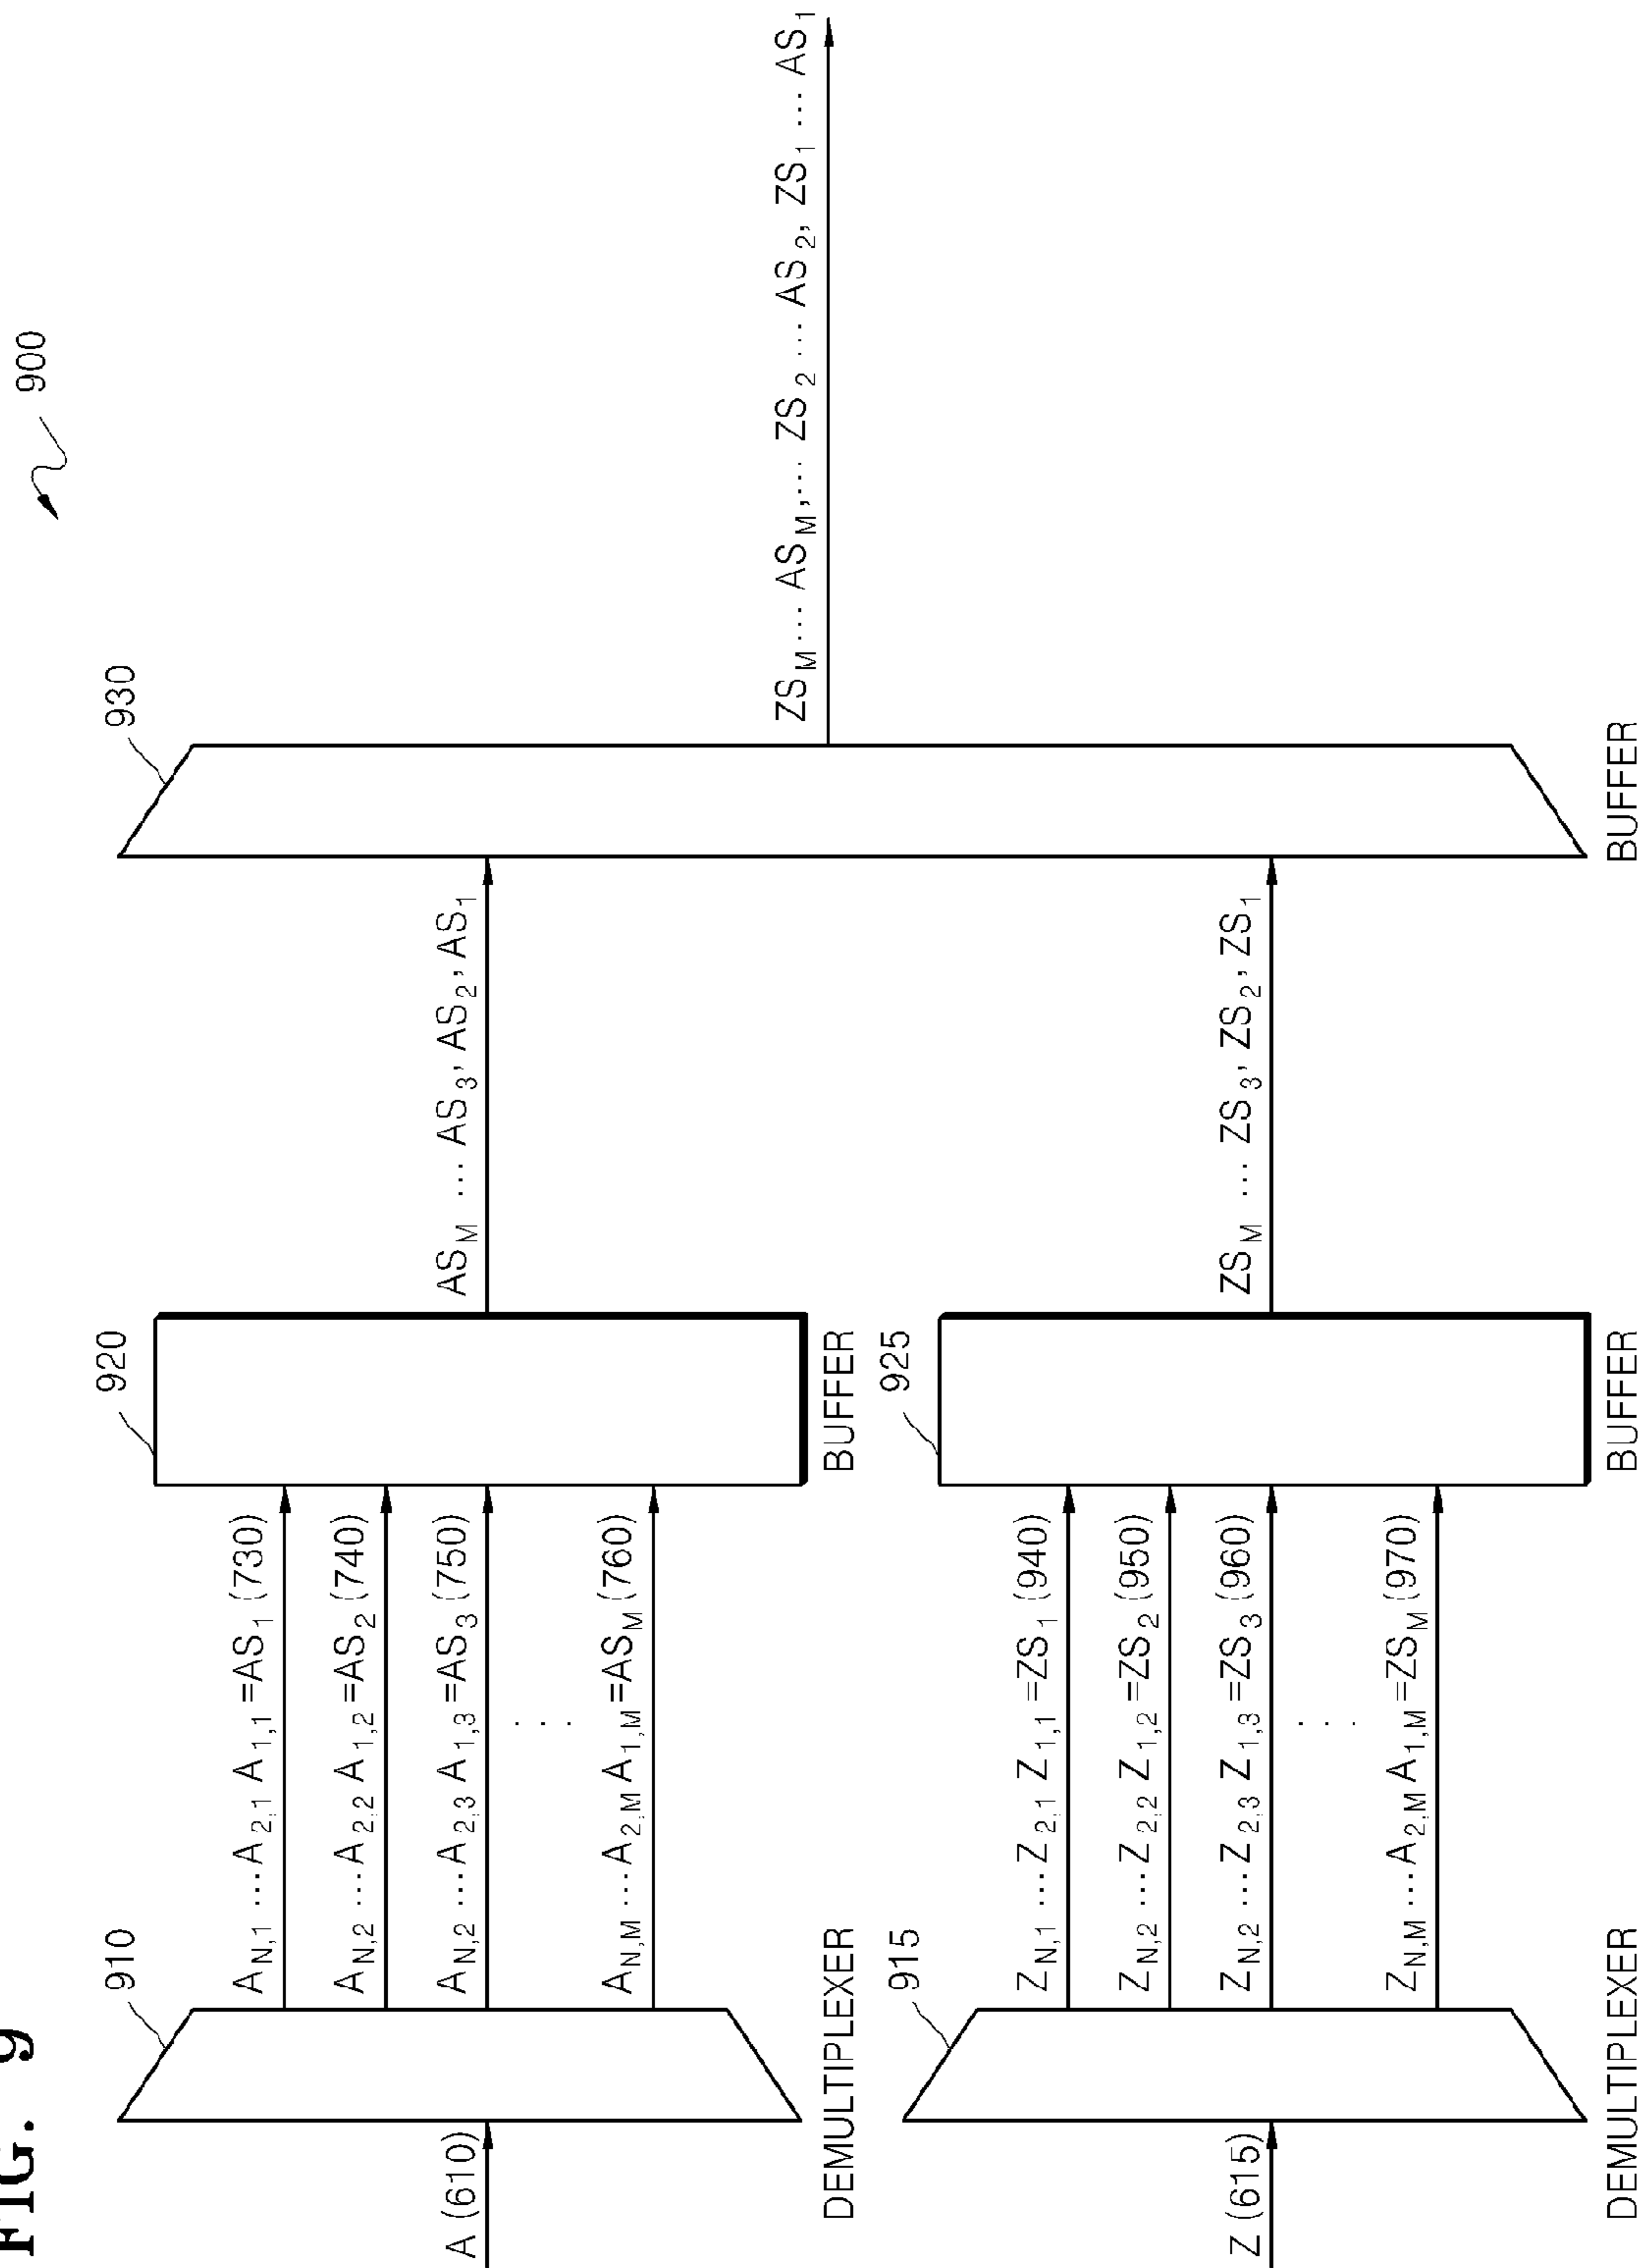 FIG. 9
900
910
920
930
A (610)
A_{N,1} ... A_{2,1} A_{1,1} =AS_1 (730)
A_{N,2} ... A_{2,2} A_{1,2} =AS_2 (740)
A_{N,2} ... A_{2,3} A_{1,3} =AS_3 (750)
...
A_{N,M} ... A_{2,M} A_{1,M} =AS_M (760)
AS_M ... AS_3, AS_2, AS_1
DEMULTIPLEXER
BUFFER
ZS_M ... AS_M, ... ZS_2 ... AS_2, ZS_1 ... AS_1
915
925
Z (615)
Z_{N,1} ... Z_{2,1} Z_{1,1} =ZS_1 (940)
Z_{N,2} ... Z_{2,2} Z_{1,2} =ZS_2 (950)
Z_{N,2} ... Z_{2,3} Z_{1,3} =ZS_3 (960)
...
Z_{N,M} ... A_{2,M} A_{1,M} =ZS_M (970)
ZS_M ... ZS_3, ZS_2, ZS_1
DEMULTIPLEXER
BUFFER
BUFFER